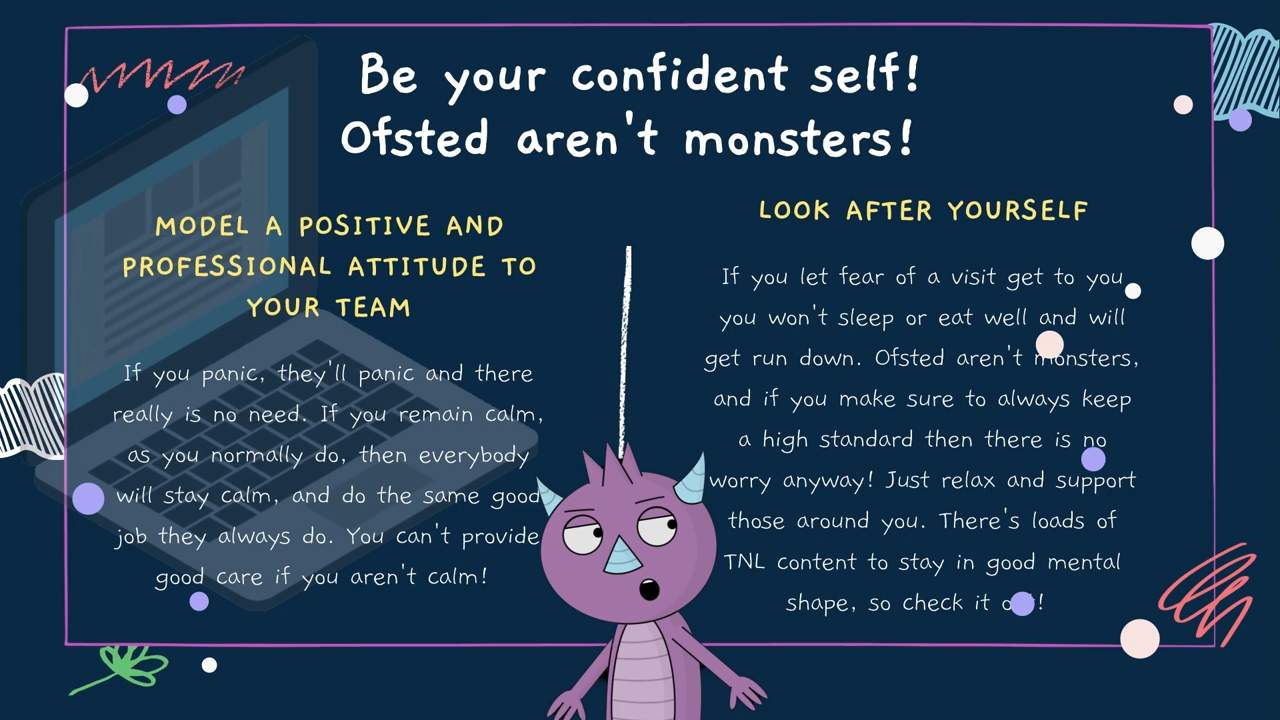 Be your confident self!
Ofsted aren't monsters!
MODEL A POSITIVE AND
PROFESSIONAL ATTITUDE TO
YOUR TEAM
If you panic, they'll panic and there
really is no need. If you remain calm,
as you normally do, then everybody
will stay calm, and do the same good
job they always do. You can't provide
good care if you aren't calm!
LOOK AFTER YOURSELF
If you let fear of a visit get to you
you won't sleep or eat well and will
get run down. Ofsted aren't monsters,
and if you make sure to always keep
a high standard then there is no
worry anyway! Just relax and support
those around you. There's loads of
TNL content to stay in good mental
shape, so check it out!